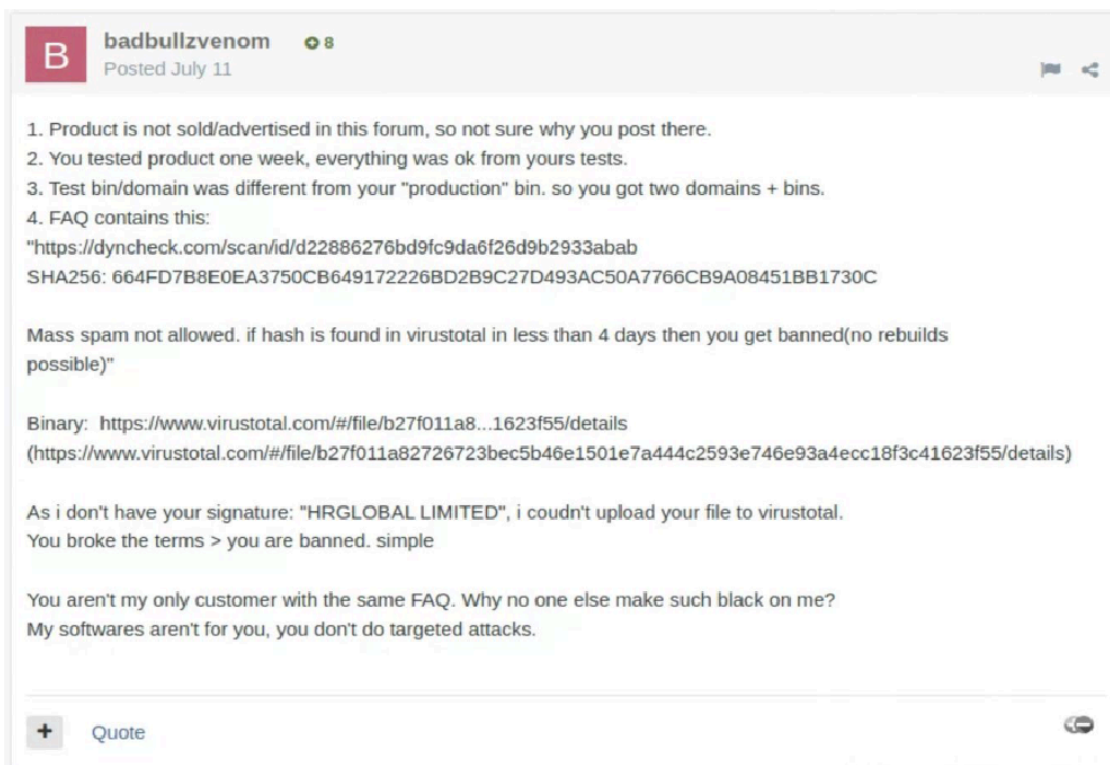 B
badbullzvenom 8
Posted July 11
1. Product is not sold/advertised in this forum, so not sure why you post there.
2. You tested product one week, everything was ok from yours tests.
3. Test bin/domain was different from your "production" bin. so you got two domains + bins.
4. FAQ contains this:
"https://dyncheck.com/scan/id/d22886276bd9fc9da6f26d9b2933abab
SHA256: 664FD7B8E0EA3750CB649172226BD2B9C27D493AC50A7766CB9A08451BB1730C
Mass spam not allowed. if hash is found in virustotal in less than 4 days then you get banned(no rebuilds
possible)"
Binary: https://www.virustotal.com/#/file/b27f011a8...1623f55/details
(https://www.virustotal.com/#/file/b27f011a82726723bec5b46e1501e7a444c2593e746e93a4ecc18f3c41623f55/details)
As i don't have your signature: "HRGLOBAL LIMITED", i coudn't upload your file to virustotal.
You broke the terms > you are banned. simple
You aren't my only customer with the same FAQ. Why no one else make such black on me?
My softwares aren't for you, you don't do targeted attacks.
+ Quote